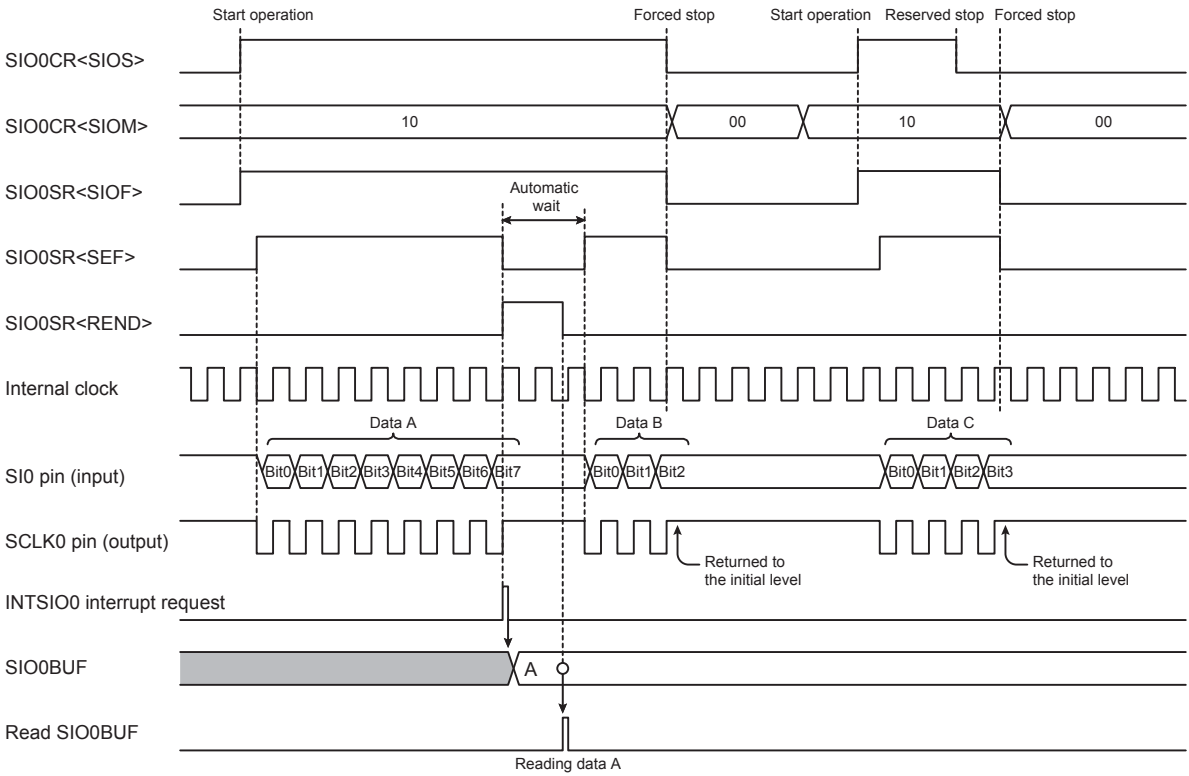 Start operation
Forced stop
Start operation
Reserved stop
Forced stop
SIO0CR<SIOS>
SIO0CR<SIOM>
10
00
10
00
SIO0SR<SIOF>
Automatic
wait
SIO0SR<SEF>
SIO0SR<REND>
Internal clock
Data A
Data B
Data C
SI0 pin (input)
Bit0 Bit1 Bit2 Bit3 Bit4 Bit5 Bit6 Bit7
Bit0 Bit1 Bit2
Bit0 Bit1 Bit2 Bit3
SCLK0 pin (output)
Returned to
the initial level
Returned to
the initial level
INTSIO0 interrupt request
SIO0BUF
A
Read SIO0BUF
Reading data A